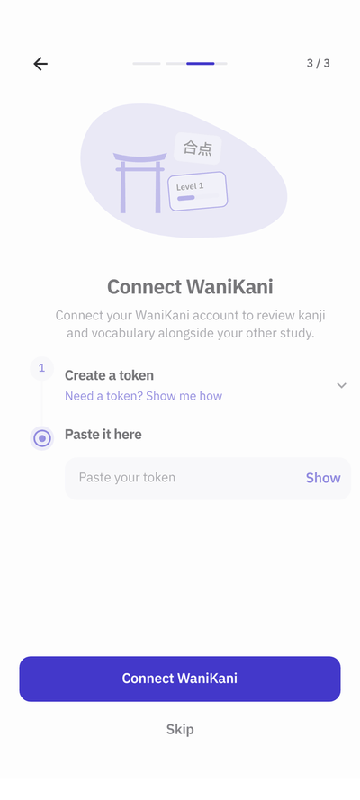 3 / 3
合点
Level 1
Connect WaniKani
Connect your WaniKani account to review kanji
and vocabulary alongside your other study.
1
Create a token
Need a token? Show me how
Paste it here
Paste your token
Show
Connect WaniKani
Skip